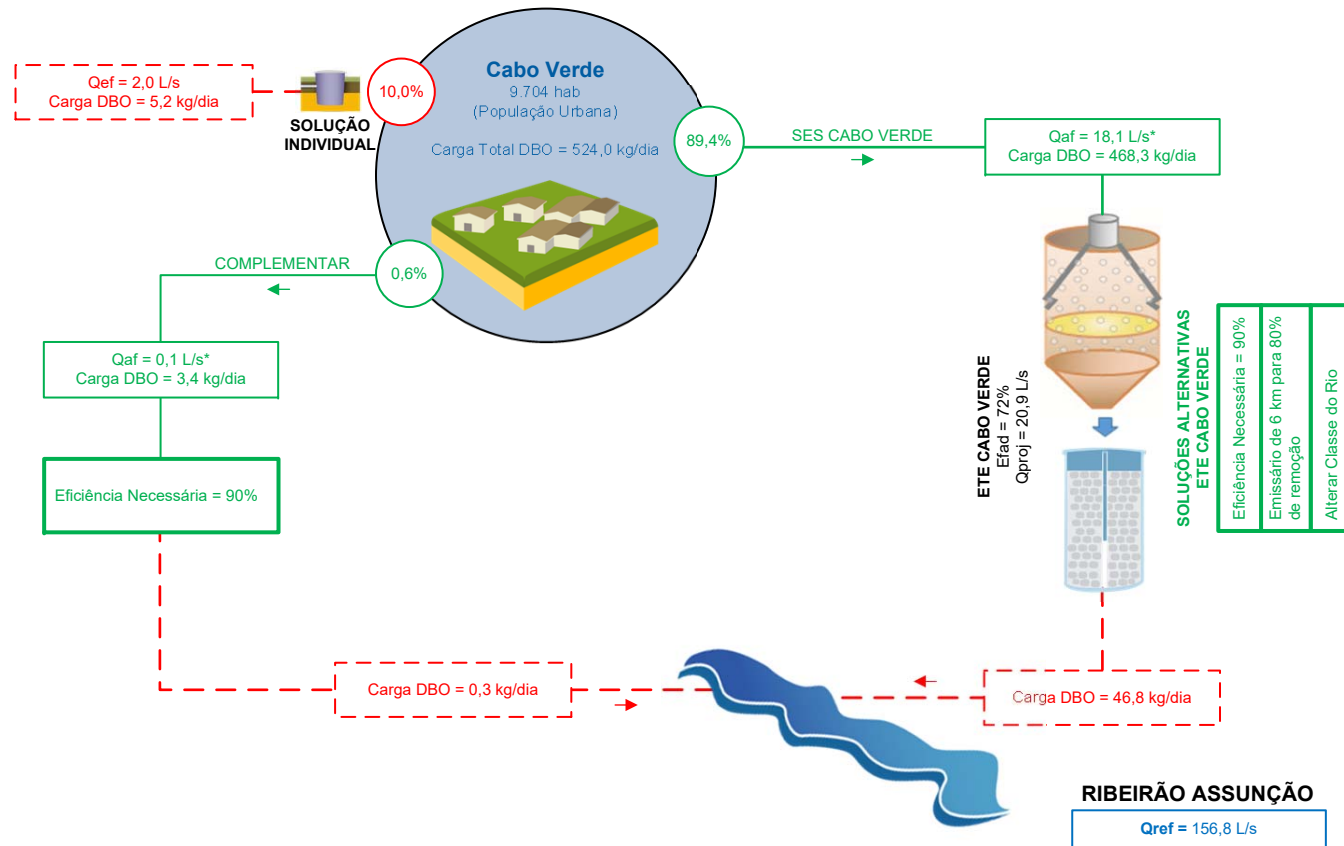 Qef = 2,0 L/s
Carga DBO = 5,2 kg/dia
SOLUÇÃO
INDIVIDUAL
10,0%
Cabo Verde
9.704 hab
(População Urbana)
Carga Total DBO = 524,0 kg/dia
89,4%
SES CABO VERDE
Qaf = 18,1 L/s*
Carga DBO = 468,3 kg/dia
COMPLEMENTAR
0,6%
Qaf = 0,1 L/s*
Carga DBO = 3,4 kg/dia
Eficiência Necessária = 90%
ETE CABO VERDE
Efad = 72%
Qproj = 20,9 L/s
SOLUÇÕES ALTERNATIVAS
ETE CABO VERDE
Eficiência Necessária = 90%
Emissário de 6 km para 80%
de remoção
Alterar Classe do Rio
Carga DBO = 0,3 kg/dia
Carga DBO = 46,8 kg/dia
RIBEIRÃO ASSUNÇÃO
Qref = 156,8 L/s